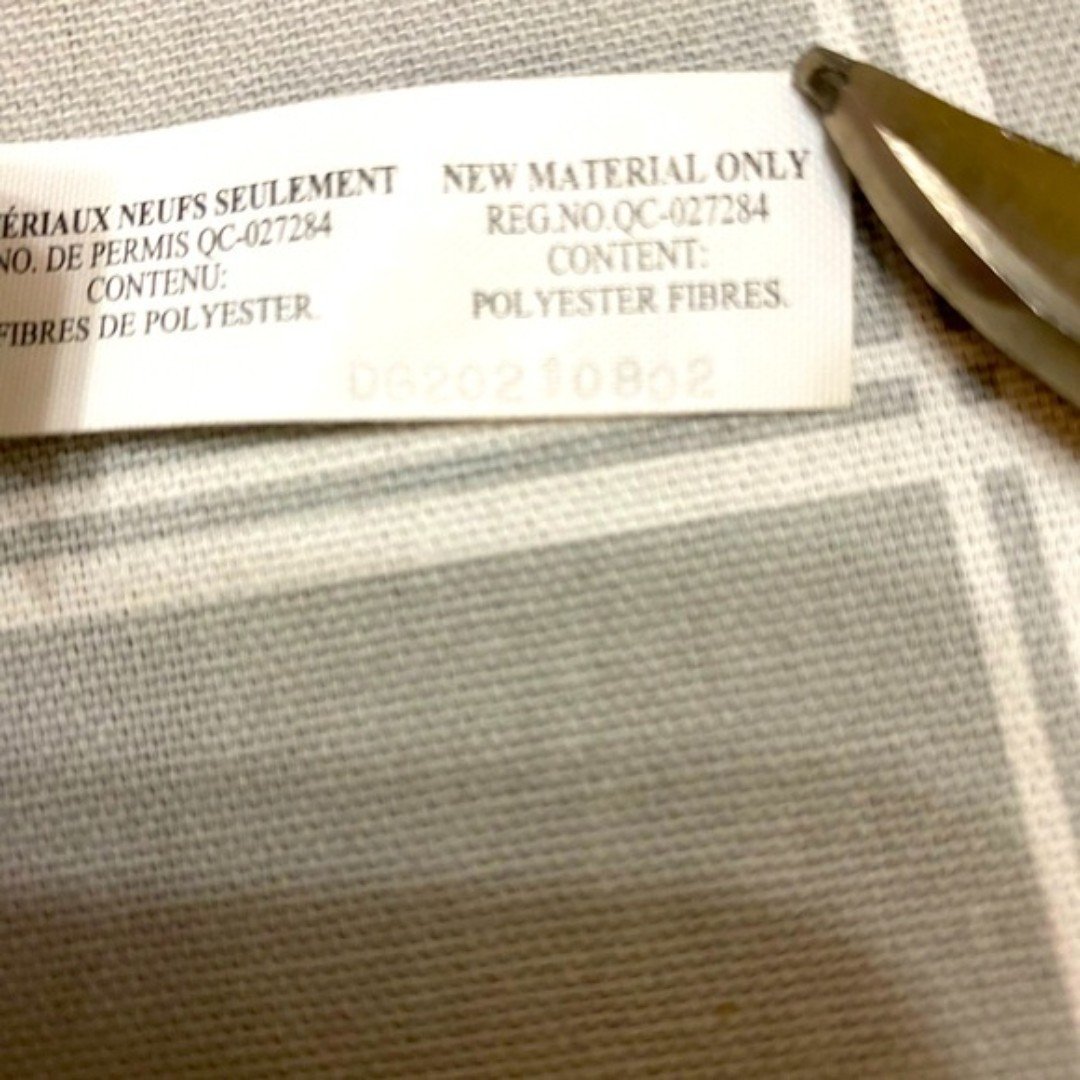 ÉRIAUX NEUFS SEULEMENT
NO. DE PERMIS QC-027284
CONTENU:
FIBRES DE POLYESTER.
NEW MATERIAL ONLY
REG.NO.QC-027284
CONTENT:
POLYESTER FIBRES.
DG20210802